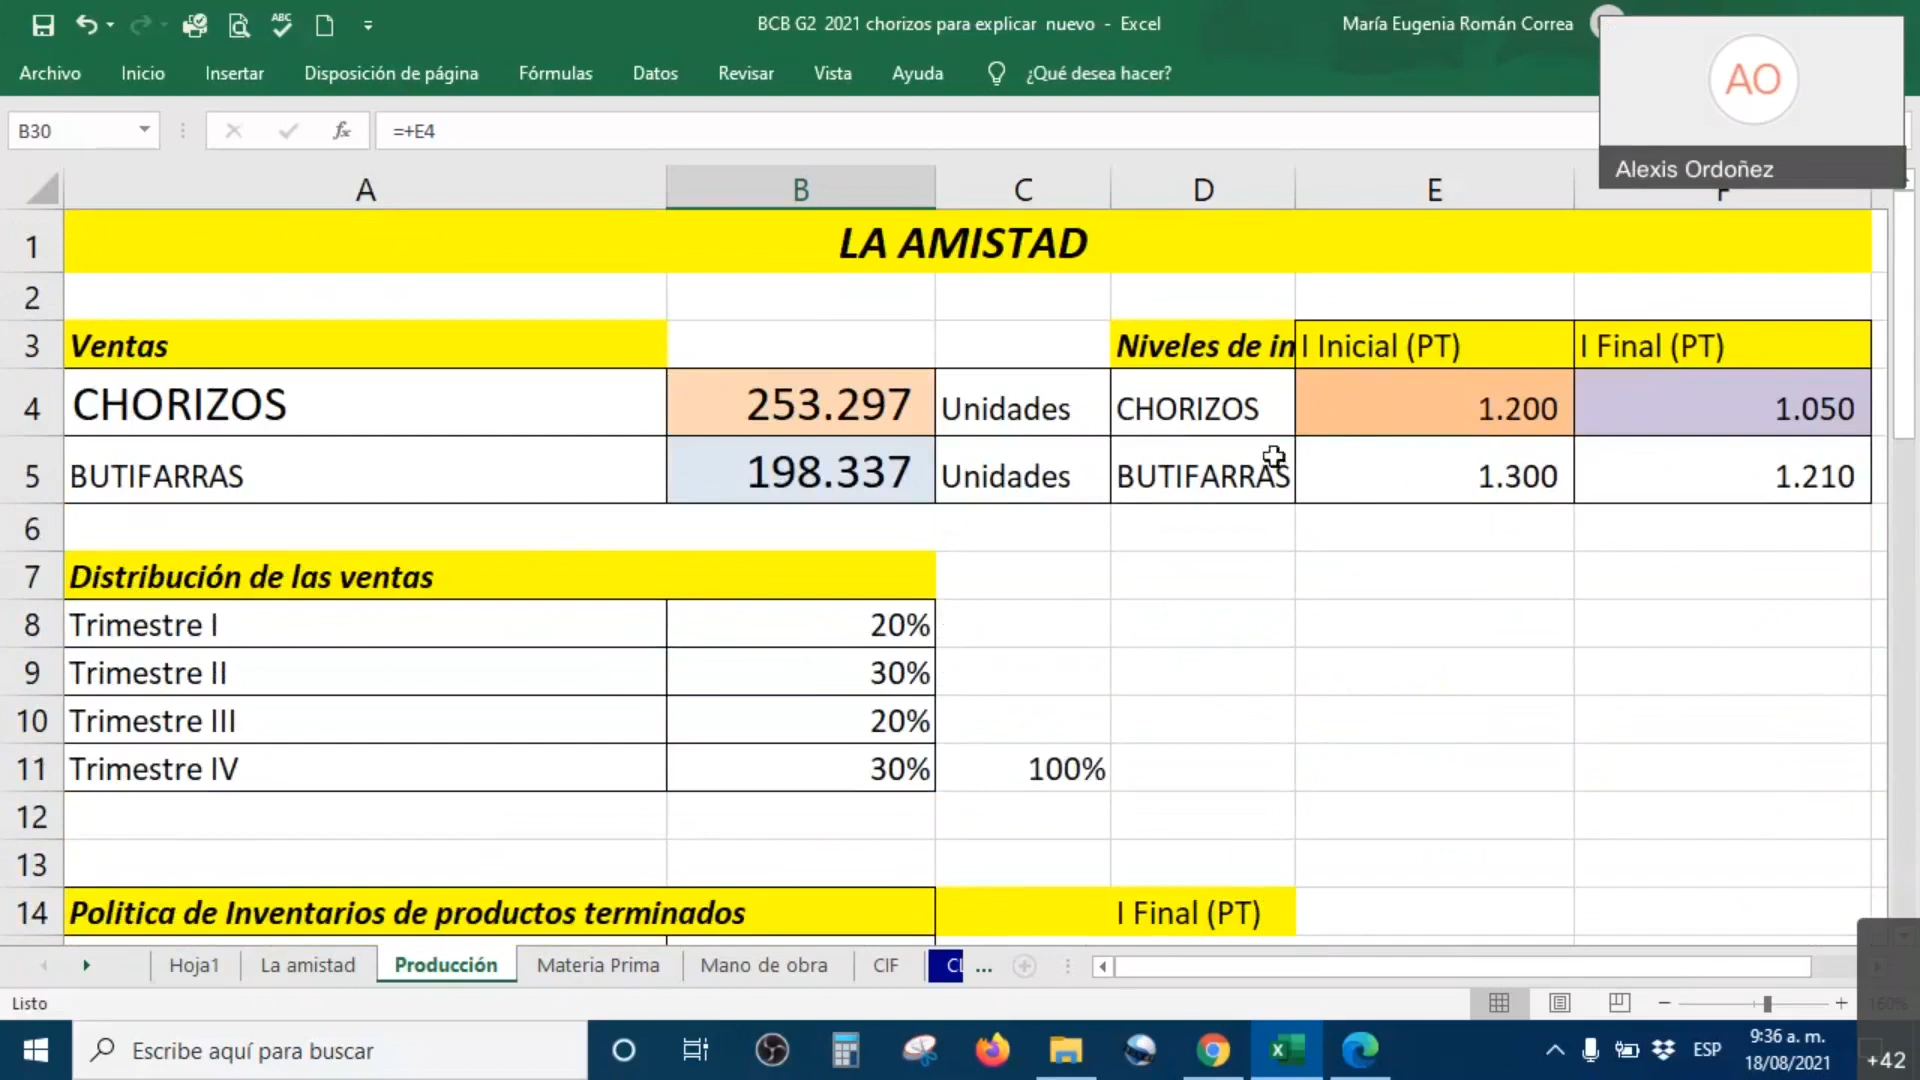 BCB G2 2021 chorizos para explicar nuevo - Excel
María Eugenia Román Correa
ABC
Archivo Inicio Insertar Disposición de página Fórmulas Datos Revisar Vista Ayuda ¿Qué desea hacer?
AO
Alexis Ordoñez
B30 fx =+E4
A B C D E F
1 LA AMISTAD
2
3 Ventas Niveles de in I Inicial (PT) I Final (PT)
4 CHORIZOS 253.297 Unidades CHORIZOS 1.200 1.050
5 BUTIFARRAS 198.337 Unidades BUTIFARRAS 1.300 1.210
6
7 Distribución de las ventas
8 Trimestre I 20%
9 Trimestre II 30%
10 Trimestre III 20%
11 Trimestre IV 30% 100%
12
13
14 Politica de Inventarios de productos terminados I Final (PT)
Hoja1 La amistad Producción Materia Prima Mano de obra CIF ...
Listo
Escribe aquí para buscar
ESP
9:36 a. m.
18/08/2021
+42